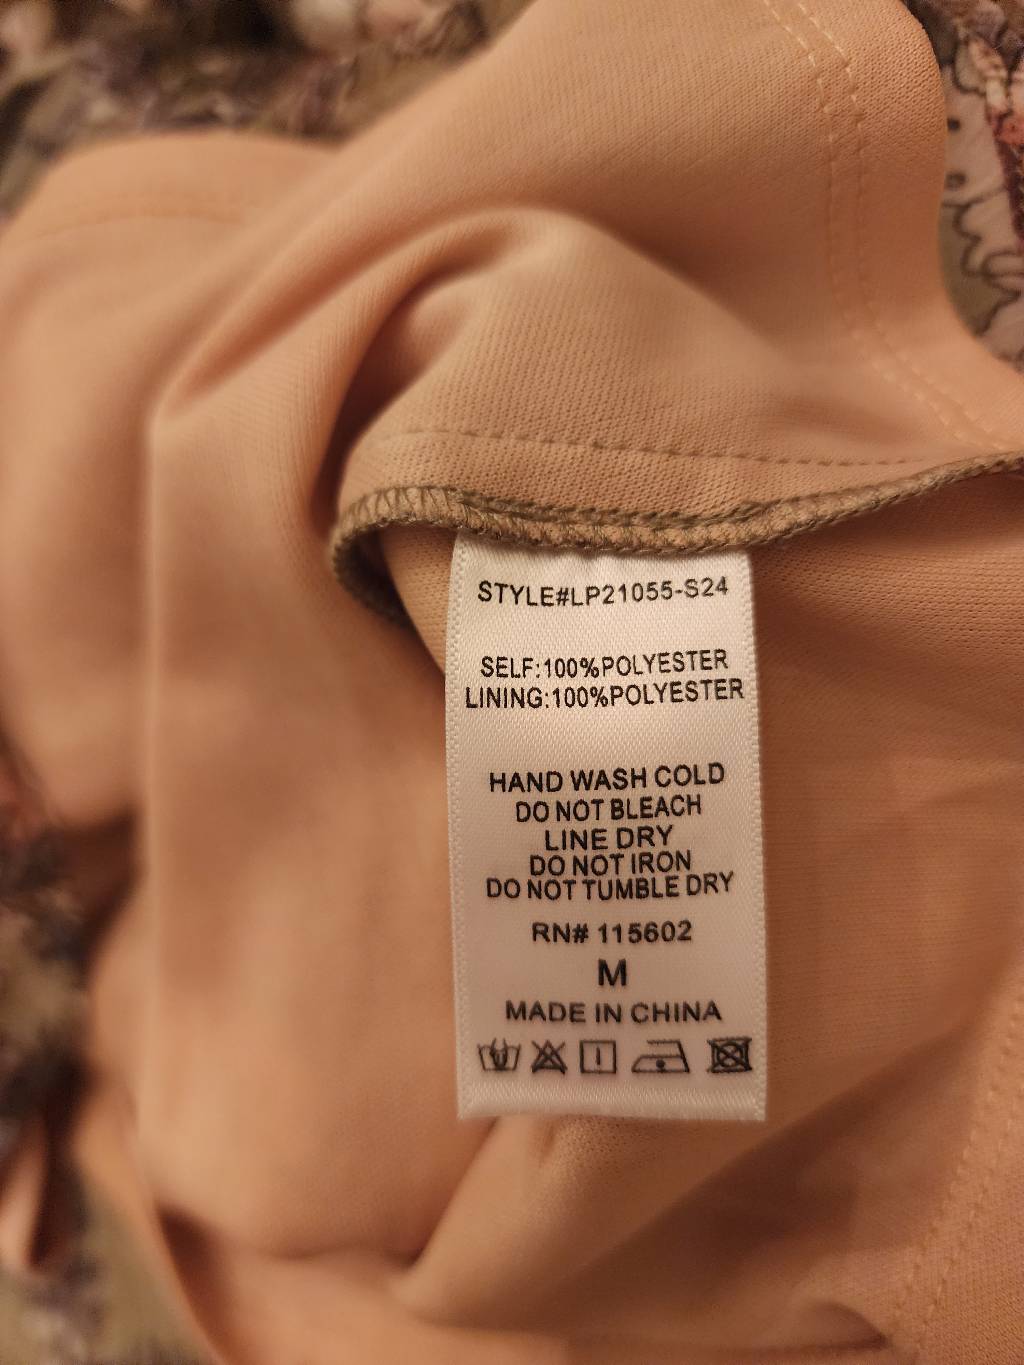 STYLE#LP21055-S24
SELF:100%POLYESTER
LINING:100%POLYESTER
HAND WASH COLD
DO NOT BLEACH
LINE DRY
DO NOT IRON
DO NOT TUMBLE DRY
RN# 115602
M
MADE IN CHINA